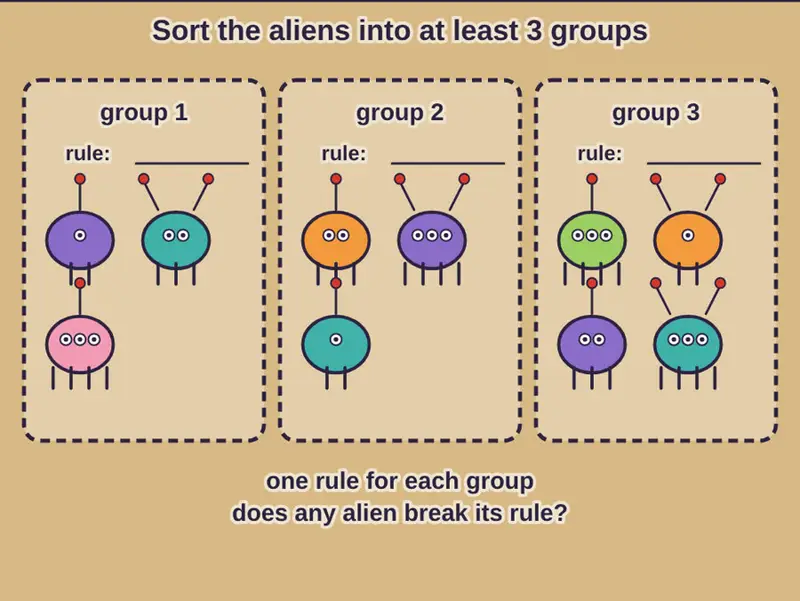 Sort the aliens into at least 3 groups
group 1
rule:
group 2
rule:
group 3
rule:
one rule for each group
does any alien break its rule?